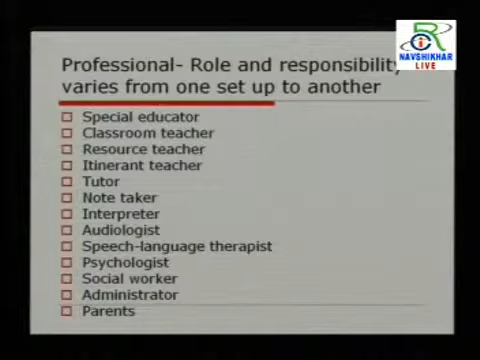 NAVSHIKHAR
LIVE
Professional- Role and responsibility
varies from one set up to another
Special educator
Classroom teacher
Resource teacher
Itinerant teacher
Tutor
Note taker
Interpreter
Audiologist
Speech-language therapist
Psychologist
Social worker
Administrator
Parents